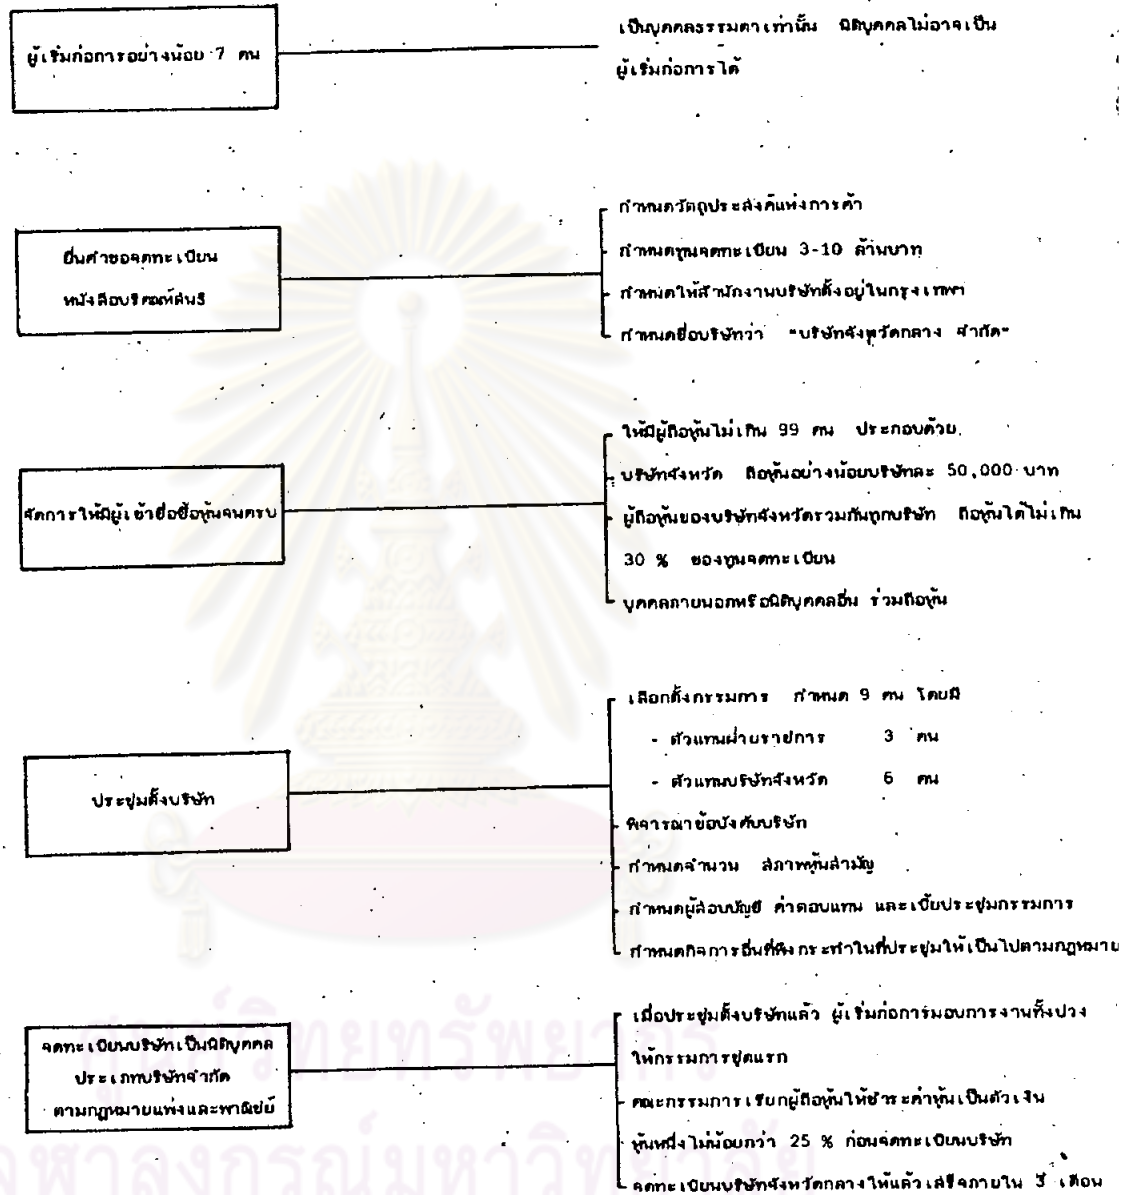 ผู้เริ่มก่อการอย่างน้อย 7 คน
เป็นบุคคลธรรมดาเท่านั้น นิติบุคคลไม่อาจเป็น
ผู้เริ่มก่อการได้
ยื่นคำขอจดทะเบียน
หนังสือบริคณห์สนธิ
กำหนดวัตถุประสงค์แห่งการค้า
กำหนดทุนจดทะเบียน 3-10 ล้านบาท
กำหนดให้สำนักงานบริษัทตั้งอยู่ในกรุงเทพฯ
กำหนดชื่อบริษัทว่า "บริษัทจังหวัดกลาง จำกัด"
จัดการให้มีผู้เข้าชื่อซื้อหุ้นจนครบ
ให้มีผู้ถือหุ้นไม่เกิน 99 คน ประกอบด้วย
บริษัทจังหวัด ถือหุ้นอย่างน้อยบริษัทละ 50,000 บาท
ผู้ถือหุ้นของบริษัทจังหวัดรวมกันทุกบริษัท ถือหุ้นได้ไม่เกิน
30 % ของทุนจดทะเบียน
บุคคลภายนอกหรือนิติบุคคลอื่น ร่วมถือหุ้น
ประชุมตั้งบริษัท
เลือกตั้งกรรมการ กำหนด 9 คน โดยมี
- ตัวแทนฝ่ายราชการ 3 คน
- ตัวแทนบริษัทจังหวัด 6 คน
พิจารณาข้อบังคับบริษัท
กำหนดจำนวน สภาพหุ้นสามัญ
กำหนดผู้สอบบัญชี ค่าตอบแทน และเบี้ยประชุมกรรมการ
กำหนดกิจการอื่นที่พึงกระทำในที่ประชุมให้เป็นไปตามกฎหมาย
จดทะเบียนบริษัทเป็นนิติบุคคล
ประเภทบริษัทจำกัด
ตามกฎหมายแพ่งและพาณิชย์
เมื่อประชุมตั้งบริษัทแล้ว ผู้เริ่มก่อการมอบการงานทั้งปวง
ให้กรรมการชุดแรก
คณะกรรมการเรียกผู้ถือหุ้นให้ชำระค่าหุ้นเป็นตัวเงิน
หุ้นหนึ่งไม่น้อยกว่า 25 % ก่อนจดทะเบียนบริษัท
จดทะเบียนบริษัทจังหวัดกลางให้แล้วเสร็จภายใน 3 เดือน
ศูนย์วิทยทรัพยากร
จุฬาลงกรณ์มหาวิทยาลัย